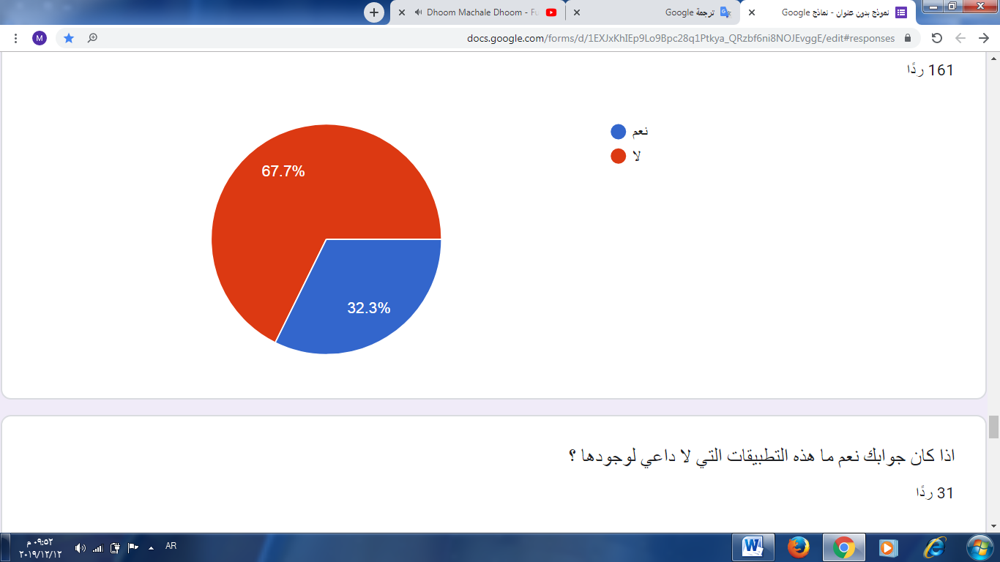 نموذج بدون عنوان - نماذج Google
ترجمة Google
Dhoom Machale Dhoom - Fu
docs.google.com/forms/d/1EXJxKhIEp9Lo9Bpc28q1Ptkya_QRzbf6ni8NOJEvggE/edit#responses
M
161 ردًا
نعم
لا
67.7%
32.3%
اذا كان جوابك نعم ما هذه التطبيقات التي لا داعي لوجودها ؟
31 ردًا
AR
٠٩:٥٢ م
٢٠١٩/١٢/١٢